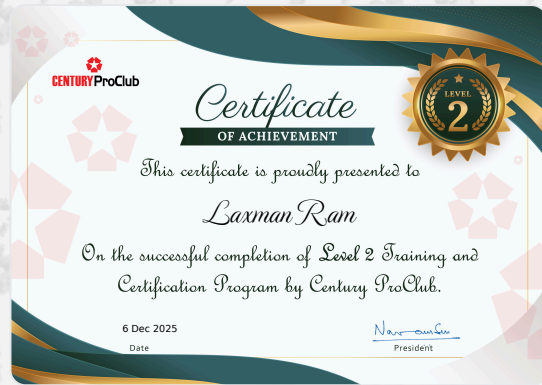 CENTURY ProClub
LEVEL
2
Certificate
OF ACHIEVEMENT
This certificate is proudly presented to
Laxman Ram
On the successful completion of Level 2 Training and
Certification Program by Century ProClub.
6 Dec 2025
Date
President